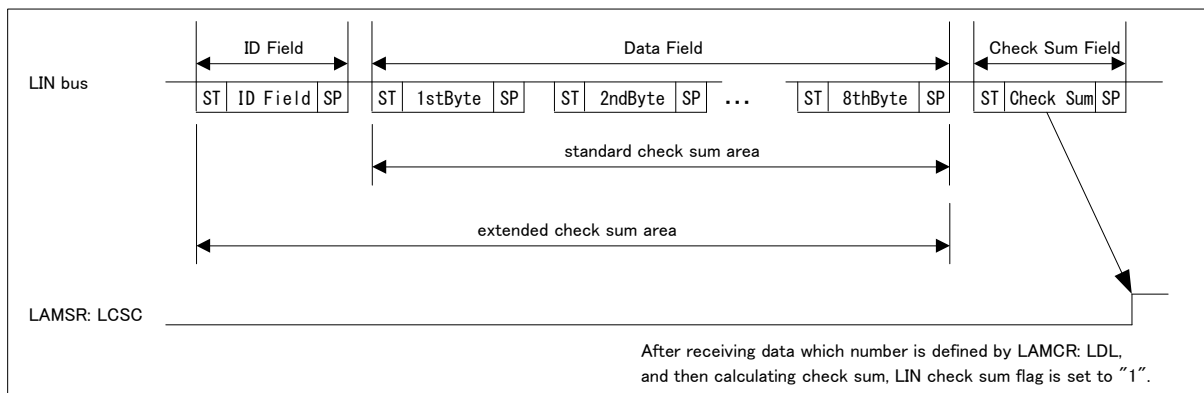 ID Field Data Field Check Sum Field
LIN bus
ST ID Field SP ST 1stByte SP ST 2ndByte SP ... ST 8thByte SP ST Check Sum SP
standard check sum area
extended check sum area
LAMSR: LCSC
After receiving data which number is defined by LAMCR: LDL,
and then calculating check sum, LIN check sum flag is set to "1".